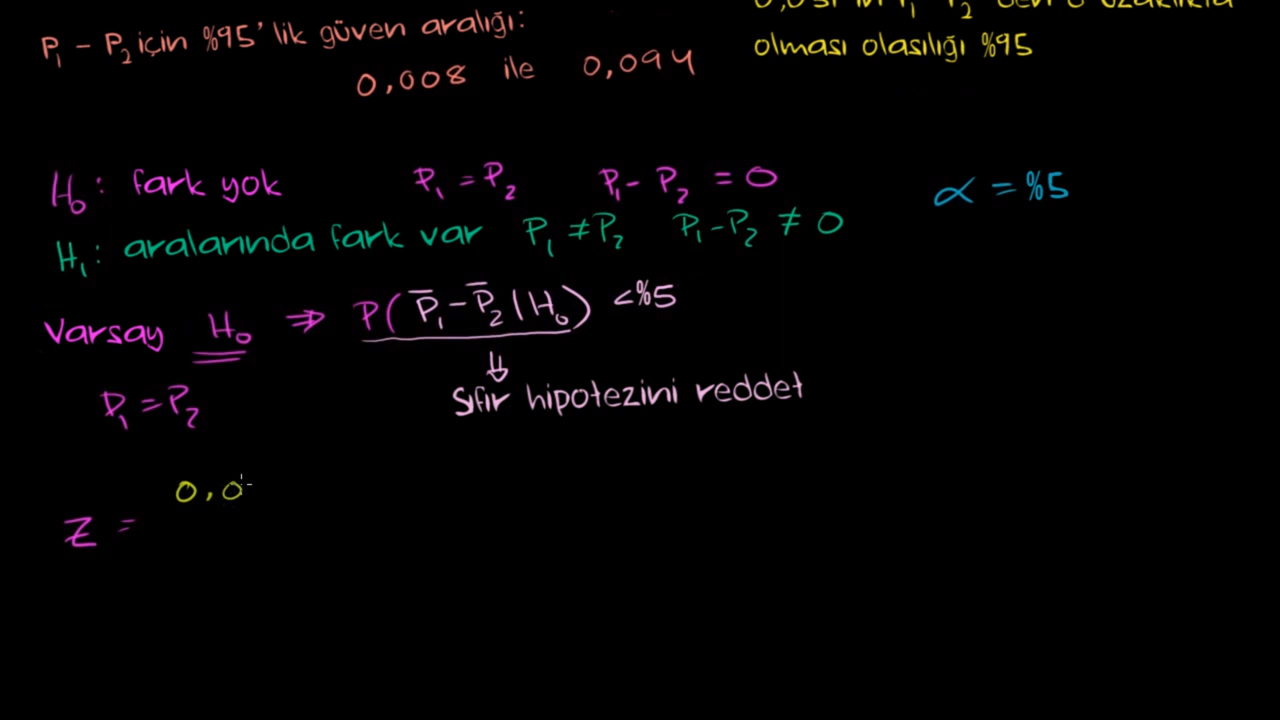 P₁ - P₂ için %95'lik güven aralığı:
0,008 ile 0,094
olması olasılığı %95
H₀: fark yok P₁ = P₂ P₁ - P₂ = 0
H₁: aralarında fark var P₁ ≠ P₂ P₁ - P₂ ≠ 0
α = %5
Varsay H₀ ⇒ P(P̄₁ - P̄₂ | H₀) < %5
P₁ = P₂
⇓
Sıfır hipotezini reddet
Z = 0,0